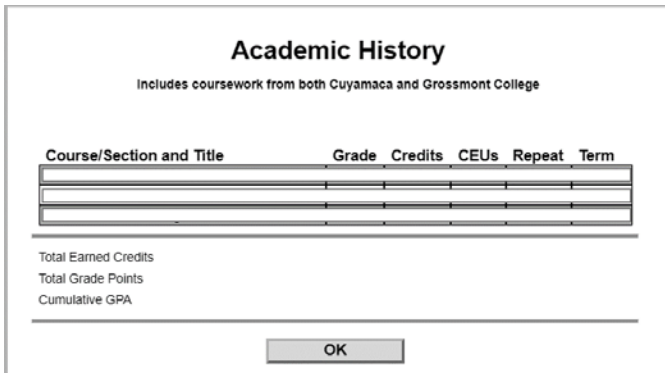 Academic History
Includes coursework from both Cuyamaca and Grossmont College
Course/Section and Title Grade Credits CEUs Repeat Term
Total Earned Credits
Total Grade Points
Cumulative GPA
OK